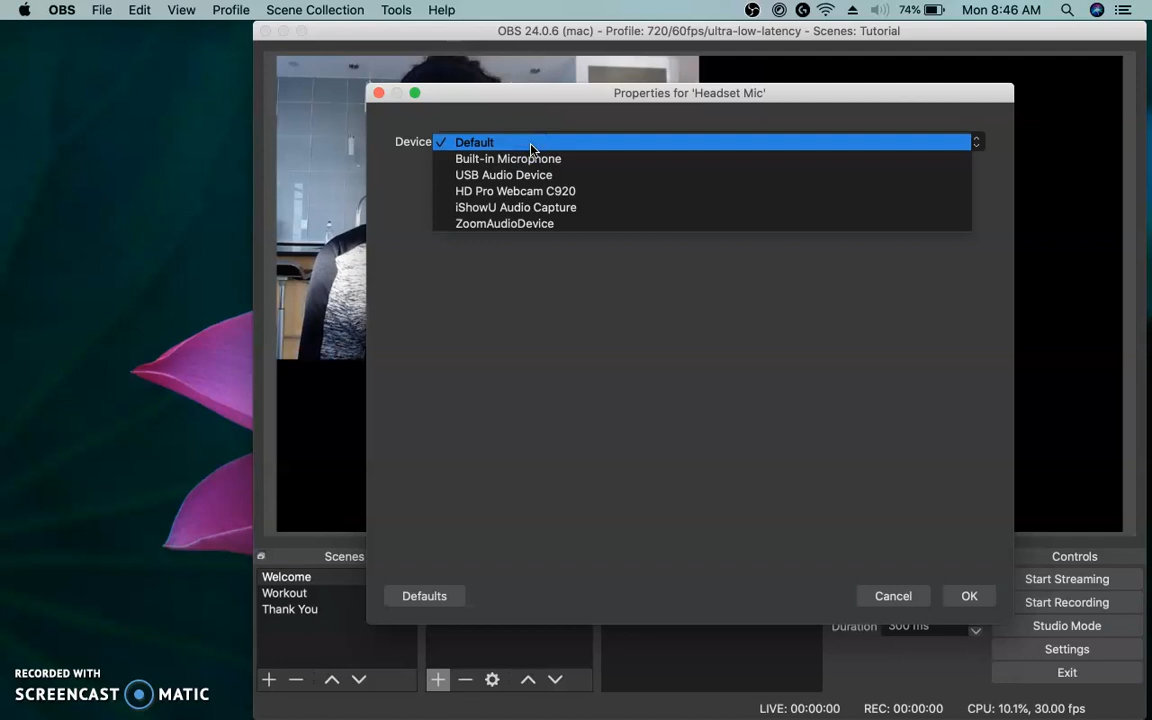 OBS File Edit View Profile Scene Collection Tools Help 74% Mon 8:46 AM
OBS 24.0.6 (mac) - Profile: 720/60fps/ultra-low-latency - Scenes: Tutorial
Properties for 'Headset Mic'
Device ✓ Default
Built-in Microphone
USB Audio Device
HD Pro Webcam C920
iShowU Audio Capture
ZoomAudioDevice
Defaults Cancel OK
Scenes
Welcome
Workout
Thank You
Duration 300 ms
Controls
Start Streaming
Start Recording
Studio Mode
Settings
Exit
LIVE: 00:00:00 REC: 00:00:00 CPU: 10.1%, 30.00 fps
RECORDED WITH
SCREENCAST MATIC